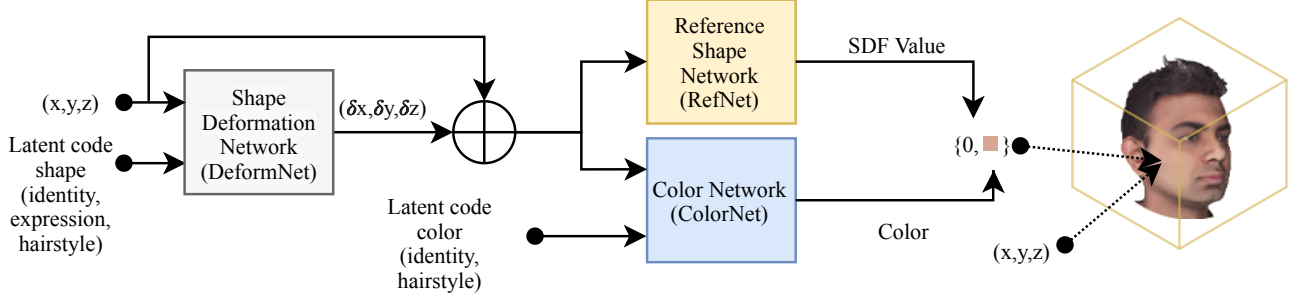 (x,y,z)
Latent code
shape
(identity,
expression,
hairstyle)
Shape
Deformation
Network
(DeformNet)
(δx,δy,δz)
Latent code
color
(identity,
hairstyle)
Reference
Shape
Network
(RefNet)
Color Network
(ColorNet)
SDF Value
Color
{0, }
(x,y,z)